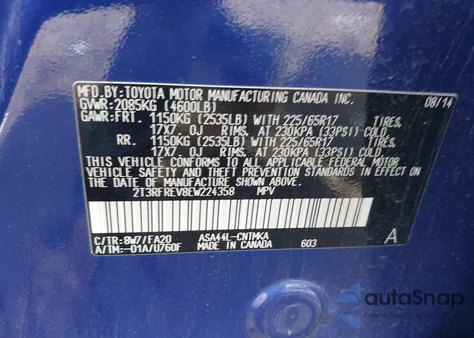 MFD.BY:TOYOTA MOTOR MANUFACTURING CANADA INC. 08/14
GVWR:2085KG (4600LB)
GAWR:FRT. 1150KG (2535LB) WITH 225/65R17 TIRES,
17X7. 0J RIMS, AT 230KPA (33PSI) COLD
RR. 1150KG (2535LB) WITH 225/65R17 TIRES,
17X7. 0J RIMS, AT 230KPA (33PSI) COLD
THIS VEHICLE CONFORMS TO ALL APPLICABLE FEDERAL MOTOR
VEHICLE SAFETY AND THEFT PREVENTION STANDARDS IN EFFECT
ON THE DATE OF MANUFACTURE SHOWN ABOVE.
2T3RFREV8EW224358 MPV
C/TR:8W7/FA20 ASA44L-CNTMKA
A/TM:-01A/U760F MADE IN CANADA 603 A
autoSnap